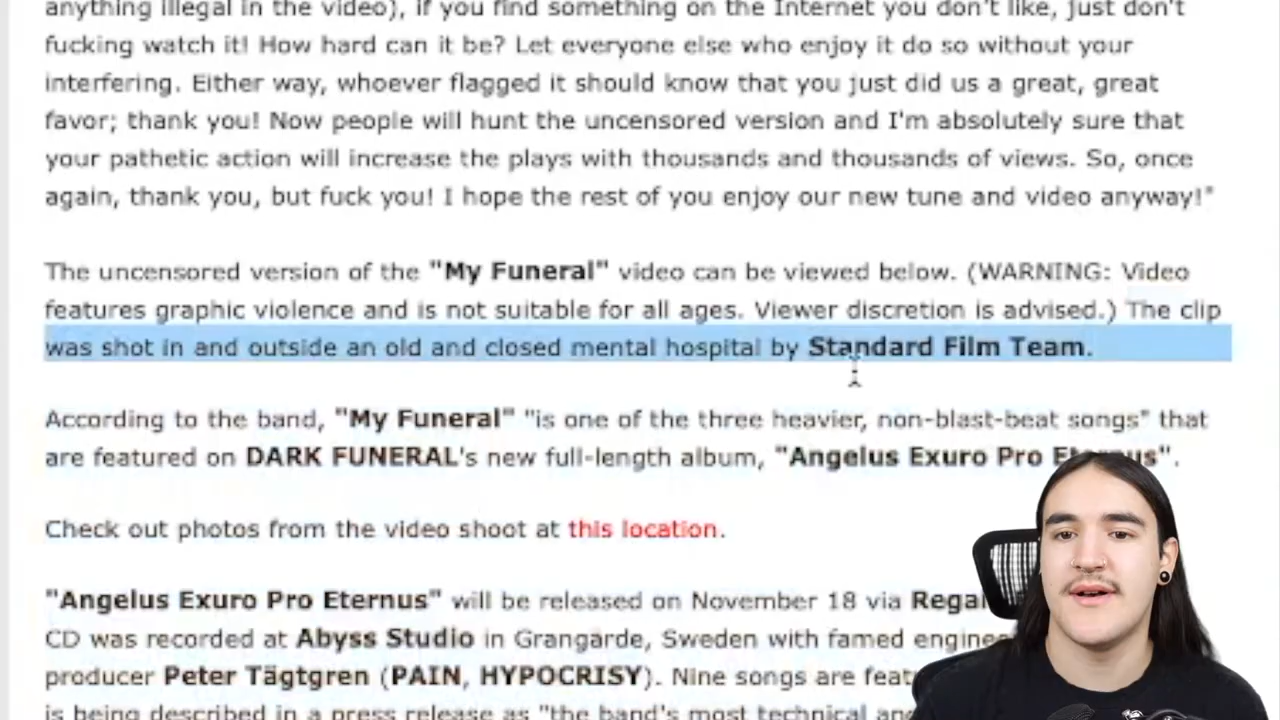 anything illegal in the video), if you find something on the Internet you don't like, just don't
fucking watch it! How hard can it be? Let everyone else who enjoy it do so without your
interfering. Either way, whoever flagged it should know that you just did us a great, great
favor; thank you! Now people will hunt the uncensored version and I'm absolutely sure that
your pathetic action will increase the plays with thousands and thousands of views. So, once
again, thank you, but fuck you! I hope the rest of you enjoy our new tune and video anyway!"
The uncensored version of the "My Funeral" video can be viewed below. (WARNING: Video
features graphic violence and is not suitable for all ages. Viewer discretion is advised.) The clip
was shot in and outside an old and closed mental hospital by Standard Film Team.
According to the band, "My Funeral" "is one of the three heavier, non-blast-beat songs" that
are featured on DARK FUNERAL's new full-length album, "Angelus Exuro Pro Eternus".
Check out photos from the video shoot at this location.
"Angelus Exuro Pro Eternus" will be released on November 18 via
CD was recorded at Abyss Studio in Grangärde, Sweden with famed
producer Peter Tägtgren (PAIN, HYPOCRISY). Nine songs are
is being described in a press release as "the band's most technical